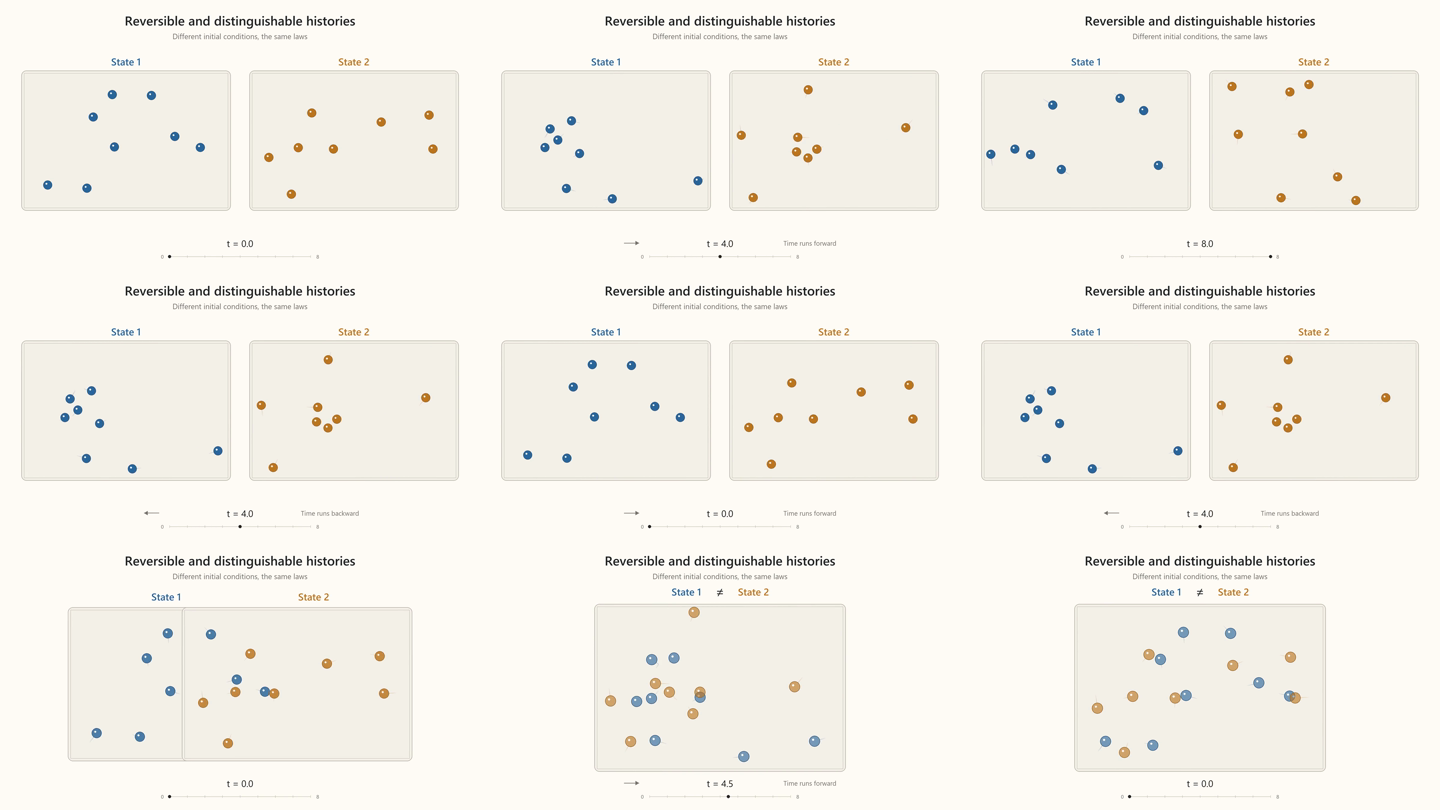 Reversible and distinguishable histories
Different initial conditions, the same laws
State 1 State 2
t = 0.0
0 8
Reversible and distinguishable histories
Different initial conditions, the same laws
State 1 State 2
t = 4.0 Time runs forward
0 8
Reversible and distinguishable histories
Different initial conditions, the same laws
State 1 State 2
t = 8.0
0 8
Reversible and distinguishable histories
Different initial conditions, the same laws
State 1 State 2
t = 4.0 Time runs backward
0 8
Reversible and distinguishable histories
Different initial conditions, the same laws
State 1 State 2
t = 0.0 Time runs forward
0 8
Reversible and distinguishable histories
Different initial conditions, the same laws
State 1 State 2
t = 4.0 Time runs backward
0 8
Reversible and distinguishable histories
Different initial conditions, the same laws
State 1 State 2
t = 0.0
0 8
Reversible and distinguishable histories
Different initial conditions, the same laws
State 1 ≠ State 2
t = 4.5 Time runs forward
0 8
Reversible and distinguishable histories
Different initial conditions, the same laws
State 1 ≠ State 2
t = 0.0
0 8